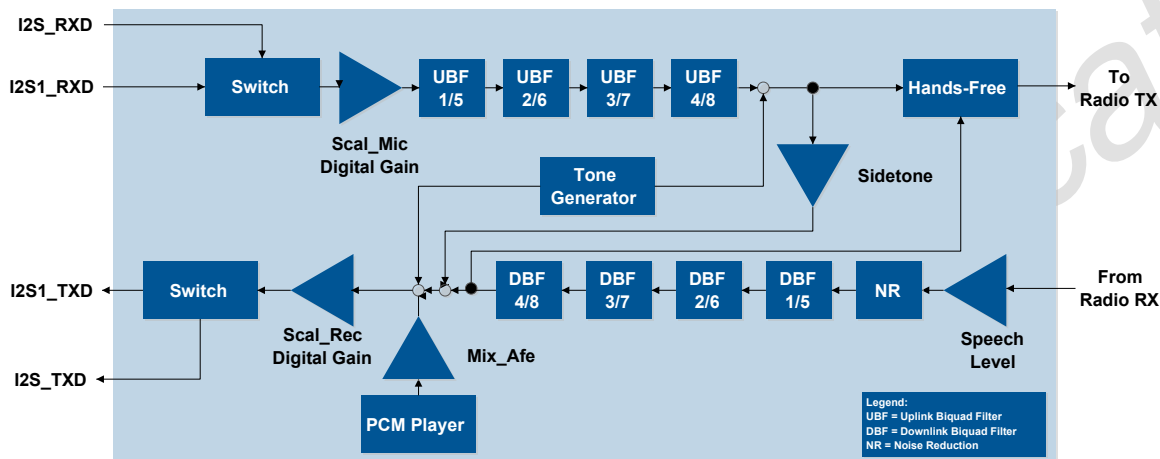 I2S_RXD
I2S1_RXD
Switch
Scal_Mic
Digital Gain
UBF
1/5
UBF
2/6
UBF
3/7
UBF
4/8
Hands-Free
To
Radio TX
Tone
Generator
Sidetone
I2S1_TXD
Switch
Scal_Rec
Digital Gain
Mix_Afe
DBF
4/8
DBF
3/7
DBF
2/6
DBF
1/5
NR
Speech
Level
From
Radio RX
I2S_TXD
PCM Player
Legend:
UBF = Uplink Biquad Filter
DBF = Downlink Biquad Filter
NR = Noise Reduction